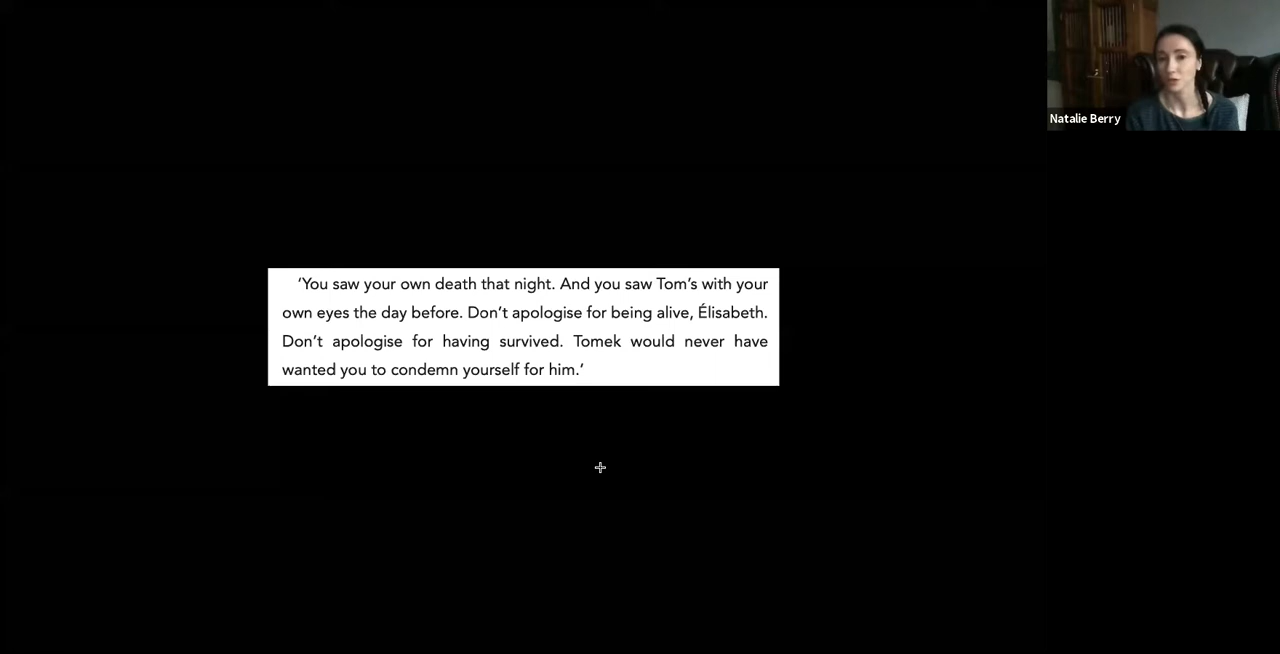 Natalie Berry
‘You saw your own death that night. And you saw Tom’s with your
own eyes the day before. Don’t apologise for being alive, Élisabeth.
Don’t apologise for having survived. Tomek would never have
wanted you to condemn yourself for him.’